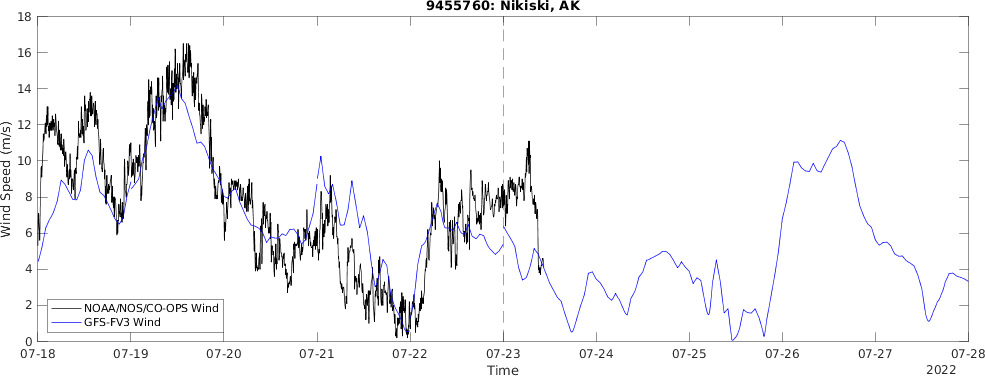 9455760: Nikiski, AK
Wind Speed (m/s)
18
16
14
12
10
8
6
4
2
0
NOAA/NOS/CO-OPS Wind
GFS-FV3 Wind
07-18 07-19 07-20 07-21 07-22 07-23 07-24 07-25 07-26 07-27 07-28
Time
2022